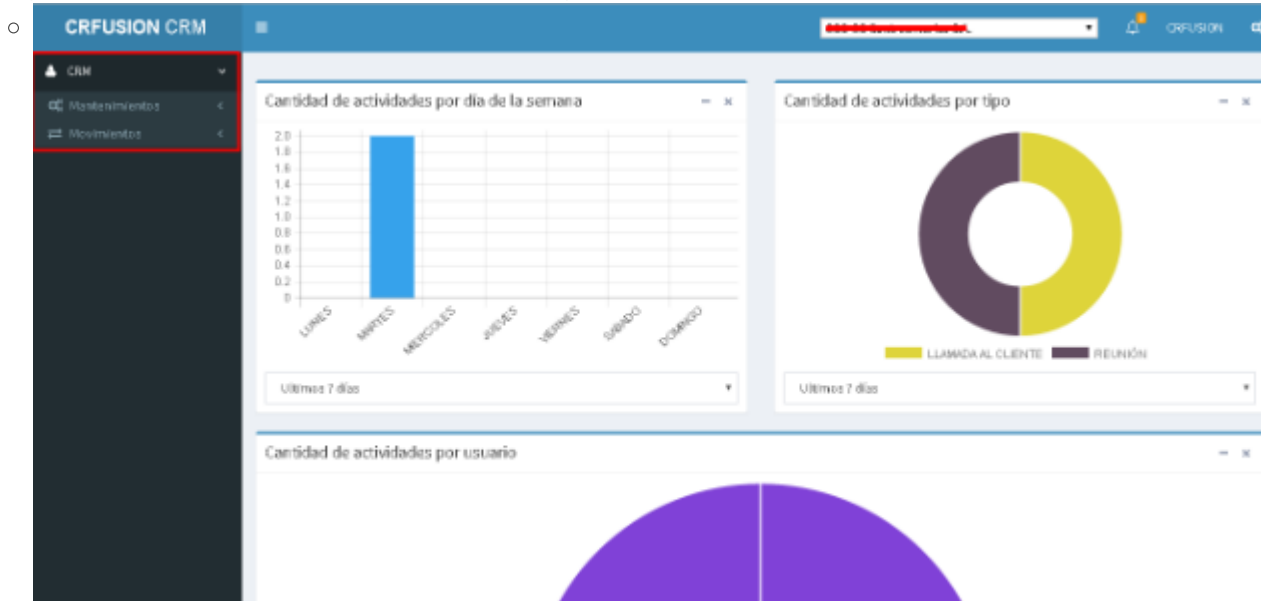 CRFUSION CRM
CRFUSION
CRM
Mantenimientos
Movimientos
Cantidad de actividades por día de la semana
2.0
1.8
1.6
1.4
1.2
1.0
0.8
0.6
0.4
0.2
0
LUNES
MARTES
MIERCOLES
JUEVES
VIERNES
SABADO
DOMINGO
Ultimos 7 días
Cantidad de actividades por tipo
LLAMADA AL CLIENTE REUNIÓN
Ultimos 7 días
Cantidad de actividades por usuario